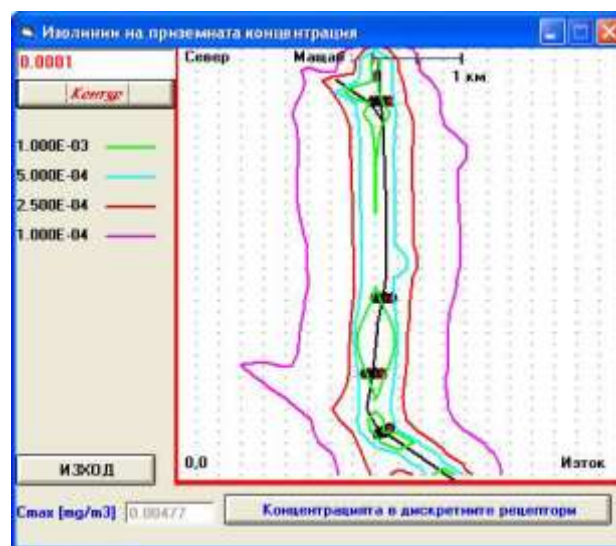 Изолинии на приземната концентрация
0.0001
Контур
Север
Мащаб
1 км
1.000E-03
5.000E-04
2.500E-04
1.000E-04
ИЗХОД
0,0
Изток
Cmax [mg/m3]
0.00477
Концентрацията в дискретните рецептори